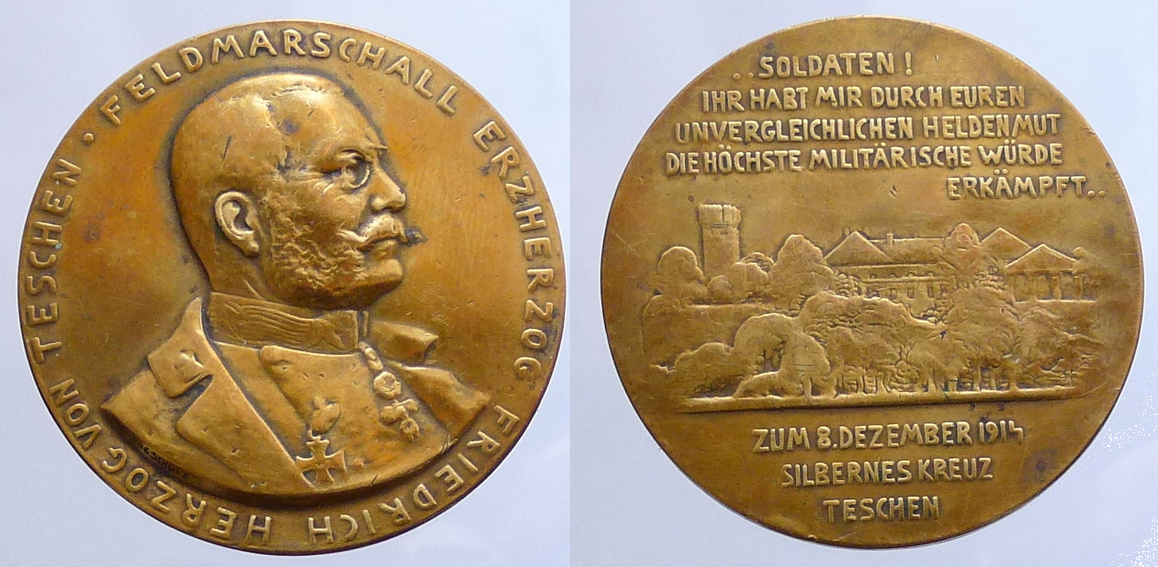 FELDMARSCHALL ERZHERZOG FRIEDRICH HERZOG VON TESCHEN ·
..SOLDATEN!
IHR HABT MIR DURCH EUREN
UNVERGLEICHLICHEN HELDENMUT
DIE HÖCHSTE MILITÄRISCHE WÜRDE
ERKÄMPFT..
ZUM 8. DEZEMBER 1914
SILBERNES KREUZ
TESCHEN